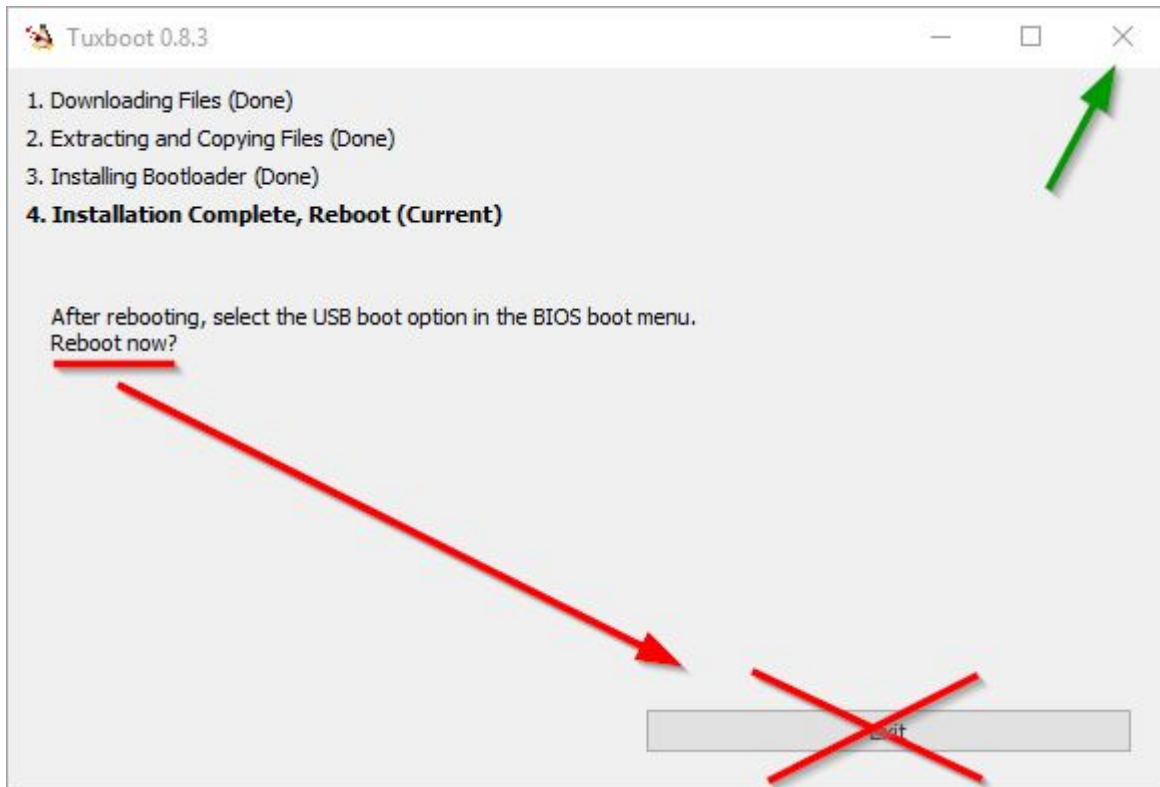 Tuxboot 0.8.3
1. Downloading Files (Done)
2. Extracting and Copying Files (Done)
3. Installing Bootloader (Done)
4. Installation Complete, Reboot (Current)
After rebooting, select the USB boot option in the BIOS boot menu.
Reboot now?
Exit